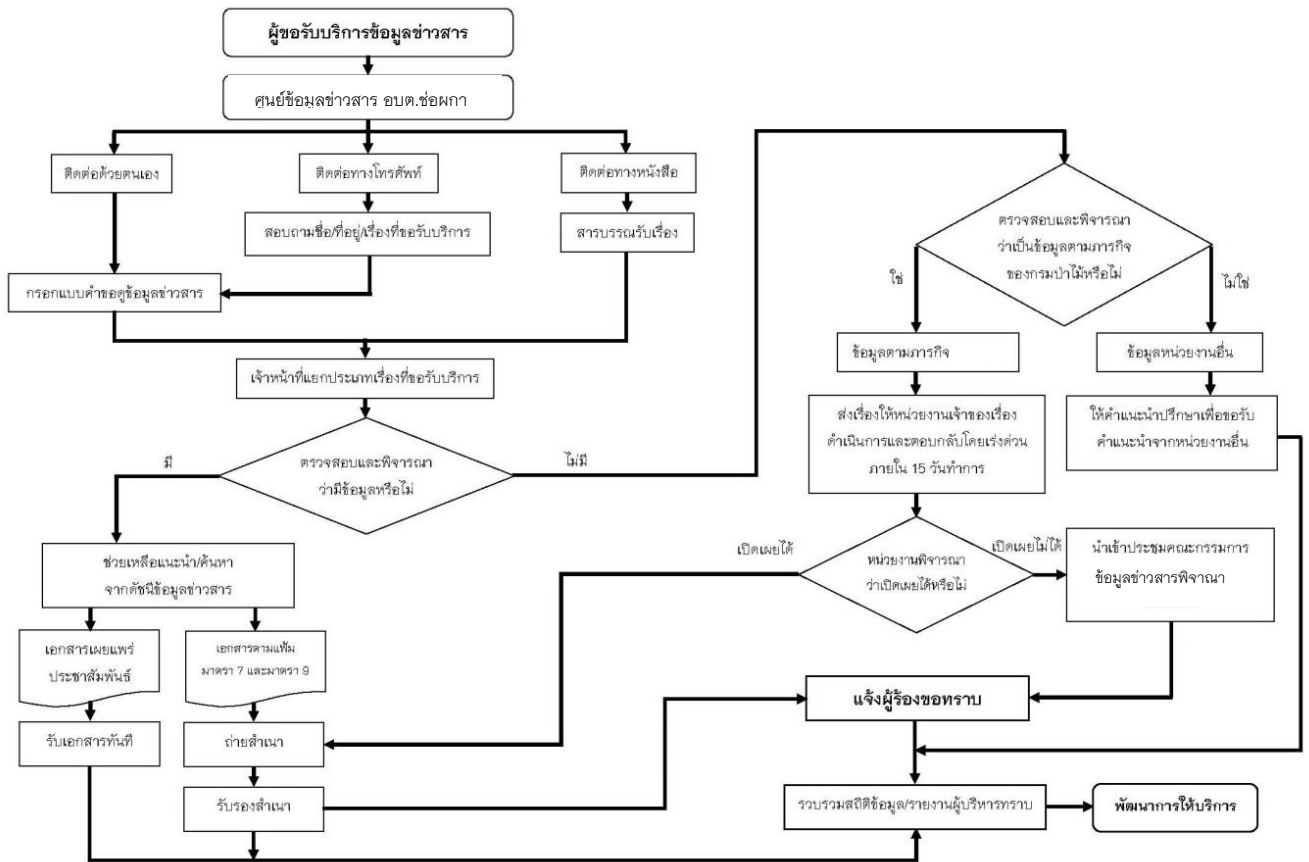 ผู้ขอรับบริการข้อมูลข่าวสาร
ศูนย์ข้อมูลข่าวสาร อบต.ช่อผกา
ติดต่อด้วยตนเอง
ติดต่อทางโทรศัพท์
ติดต่อทางหนังสือ
สอบถามชื่อ/ที่อยู่/เรื่องที่ขอรับบริการ
สารบรรณรับเรื่อง
กรอกแบบคำขอดูข้อมูลข่าวสาร
เจ้าหน้าที่แยกประเภทเรื่องที่ขอรับบริการ
ตรวจสอบและพิจารณา
ว่ามีข้อมูลหรือไม่
มี
ไม่มี
ช่วยเหลือแนะนำ/ค้นหา
จากดัชนีข้อมูลข่าวสาร
เอกสารเผยแพร่
ประชาสัมพันธ์
เอกสารตามแฟ้ม
มาตรา 7 และมาตรา 9
รับเอกสารทันที
ถ่ายสำเนา
รับรองสำเนา
ตรวจสอบและพิจารณา
ว่าเป็นข้อมูลตามภารกิจ
ของกรมป่าไม้หรือไม่
ใช่
ไม่ใช่
ข้อมูลตามภารกิจ
ข้อมูลหน่วยงานอื่น
ส่งเรื่องให้หน่วยงานเจ้าของเรื่อง
ดำเนินการและตอบกลับโดยเร่งด่วน
ภายใน 15 วันทำการ
ให้คำแนะนำปรึกษาเพื่อขอรับ
คำแนะนำจากหน่วยงานอื่น
หน่วยงานพิจารณา
ว่าเปิดเผยได้หรือไม่
เปิดเผยได้
เปิดเผยไม่ได้
นำเข้าประชุมคณะกรรมการ
ข้อมูลข่าวสารพิจาณา
แจ้งผู้ร้องขอทราบ
รวบรวมสถิติข้อมูล/รายงานผู้บริหารทราบ
พัฒนาการให้บริการ